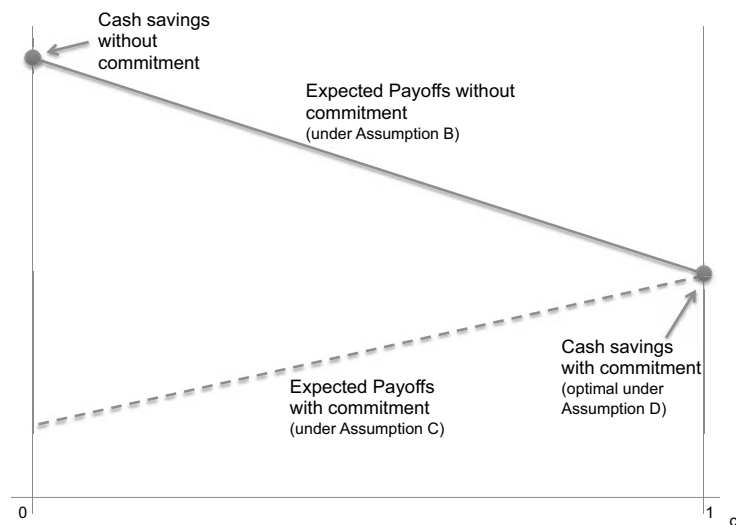 Cash savings
without
commitment
Expected Payoffs without
commitment
(under Assumption B)
Cash savings
with commitment
(optimal under
Assumption D)
Expected Payoffs
with commitment
(under Assumption C)
0
1